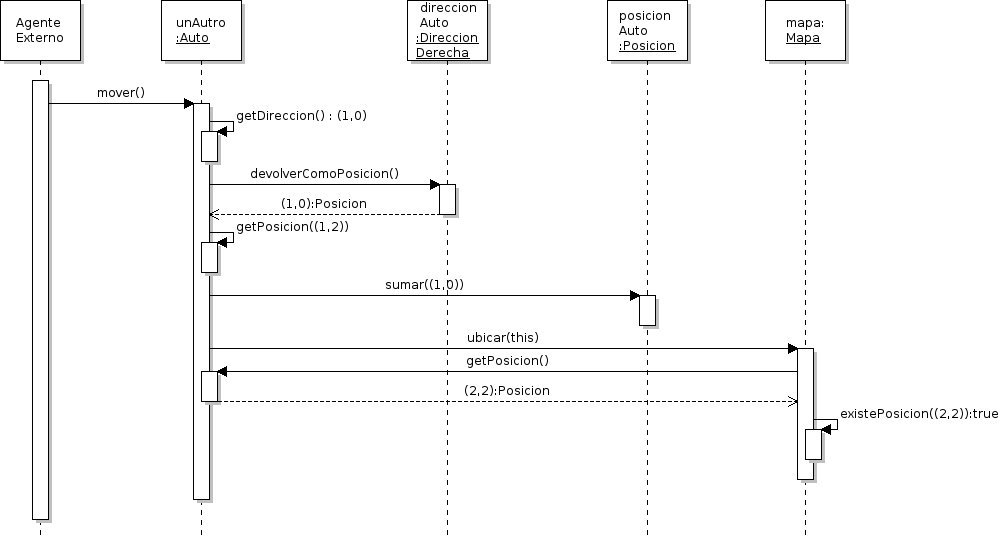 Agente
Externo
unAutro
:Auto
direccion
Auto
:Direccion
Derecha
posicion
Auto
:Posicion
mapa:
Mapa
mover()
getDireccion() : (1,0)
devolverComoPosicion()
(1,0):Posicion
getPosicion((1,2))
sumar((1,0))
ubicar(this)
getPosicion()
(2,2):Posicion
existePosicion((2,2)):true